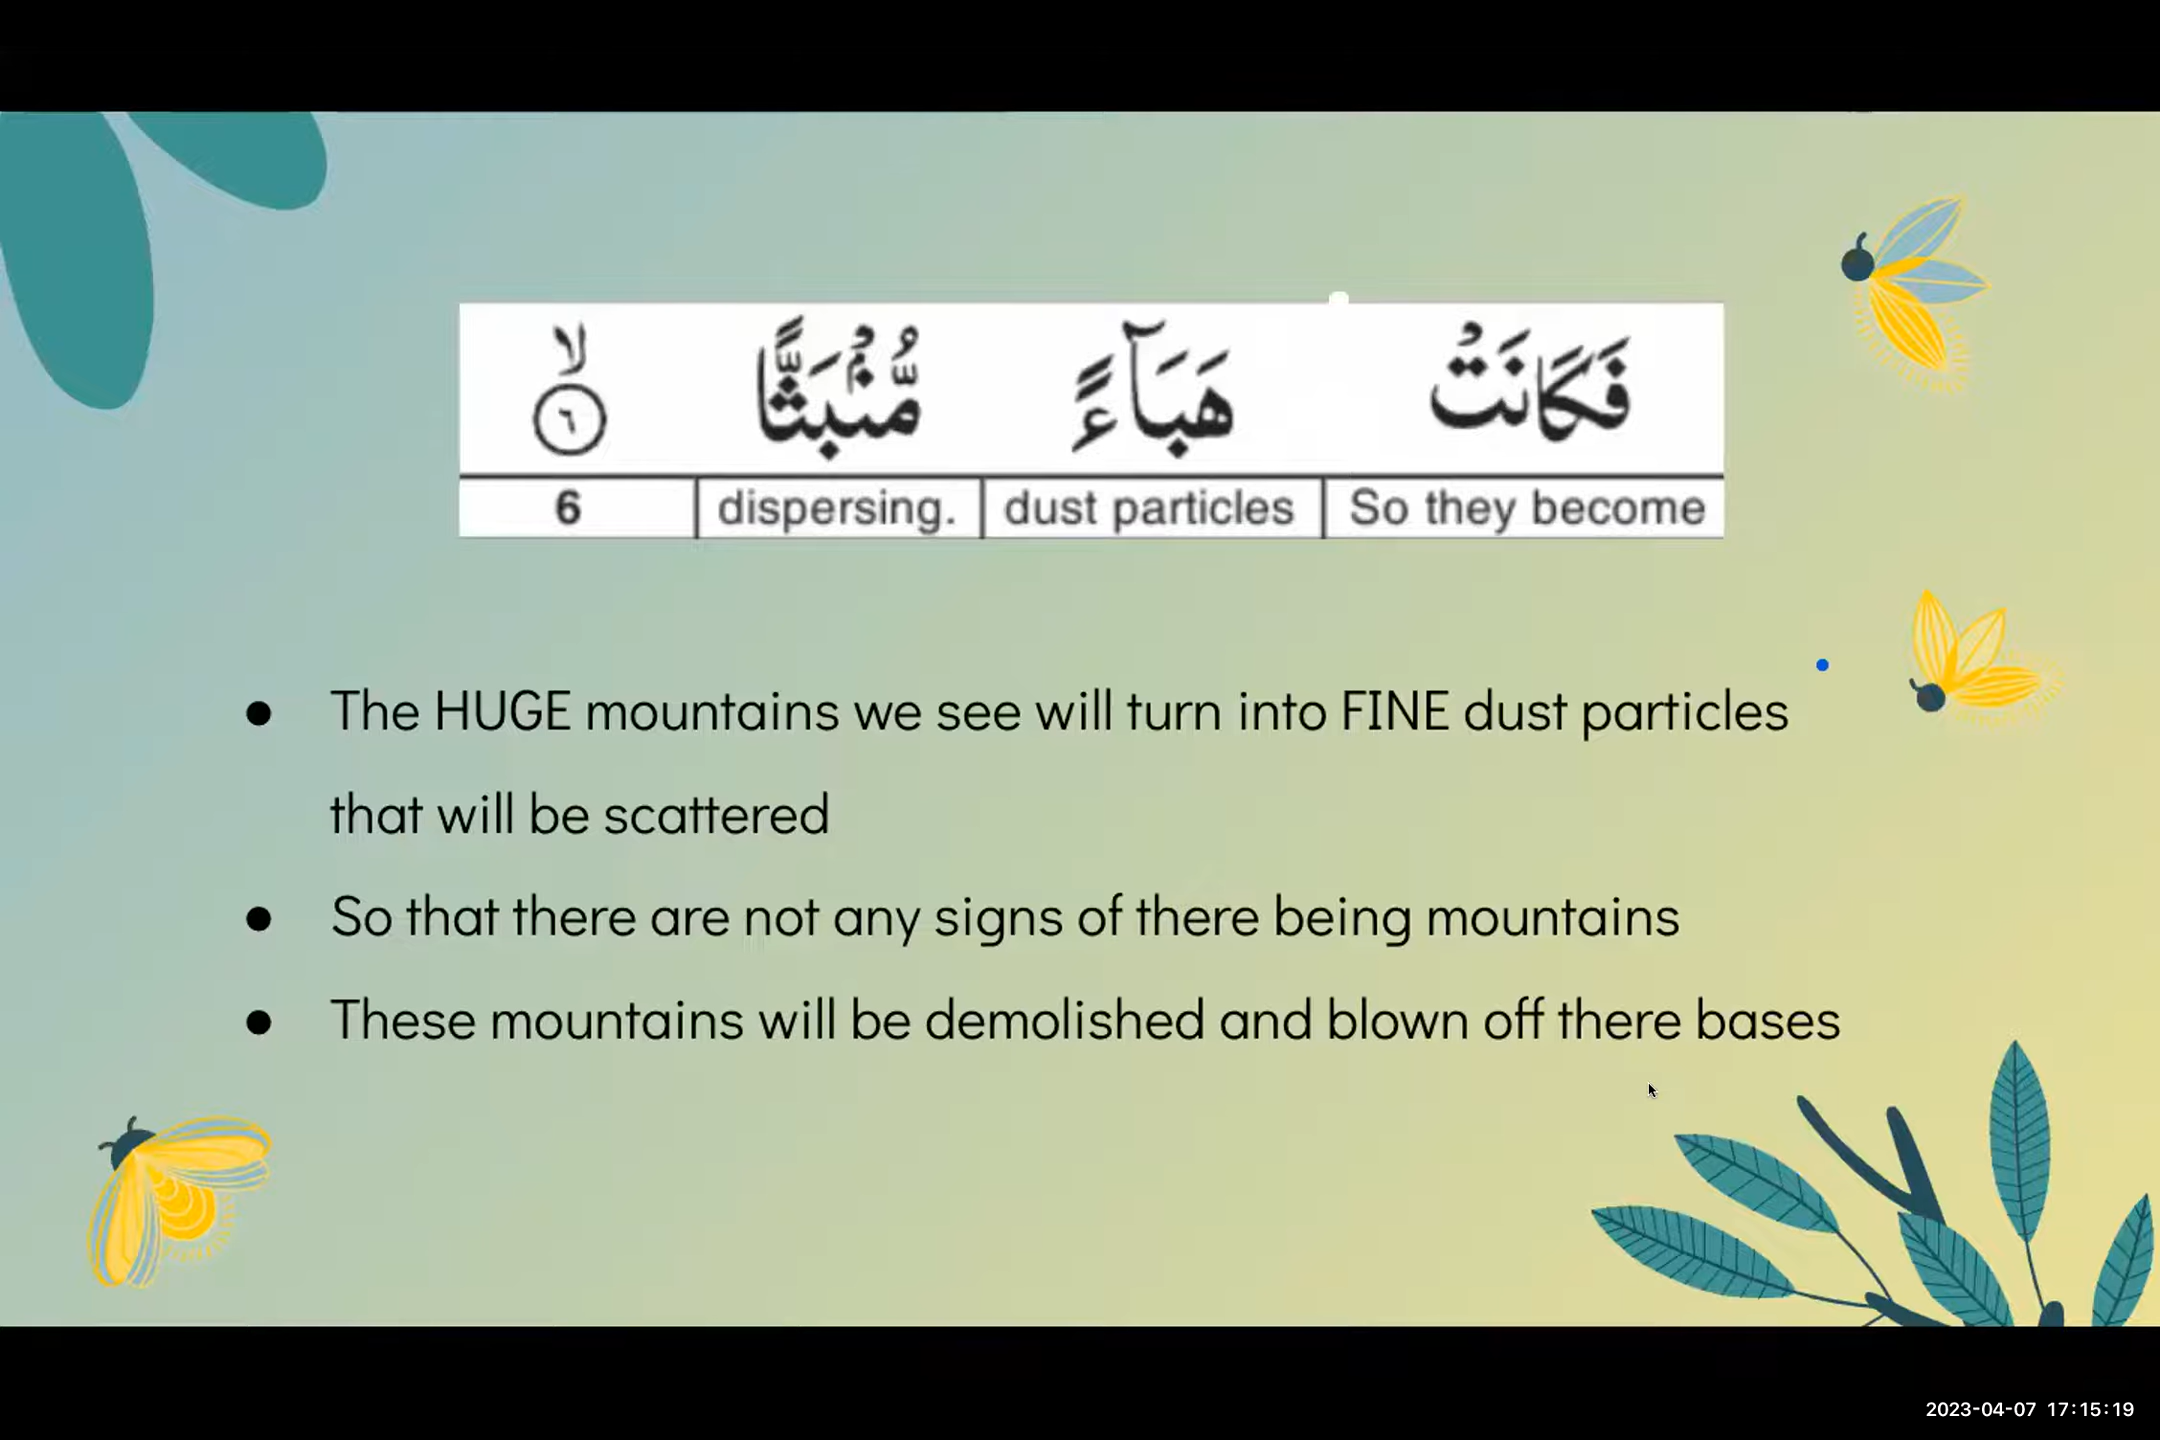 فَكَانَتْ هَبَآءً مُّنْۢبَثًّا لا ٦
So they become dust particles dispersing. 6
● The HUGE mountains we see will turn into FINE dust particles
that will be scattered
● So that there are not any signs of there being mountains
● These mountains will be demolished and blown off there bases
2023-04-07 17:15:19